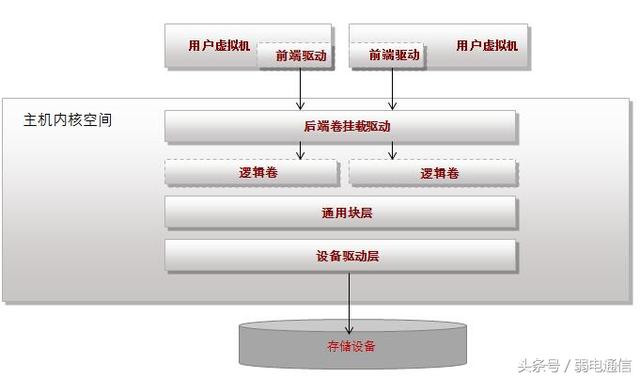 用户虚拟机
前端驱动
前端驱动
用户虚拟机
主机内核空间
后端卷挂载驱动
逻辑卷
逻辑卷
通用块层
设备驱动层
存储设备
头条号／弱电通信